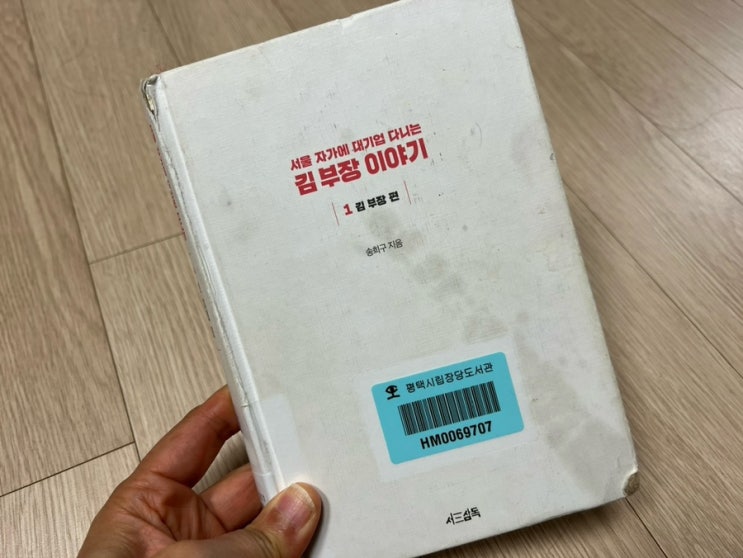 서울 자가에 대기업 다니는
김 부장 이야기
1 김 부장 편
송희구 지음
평택시립장당도서관
HM0069707
서삼독